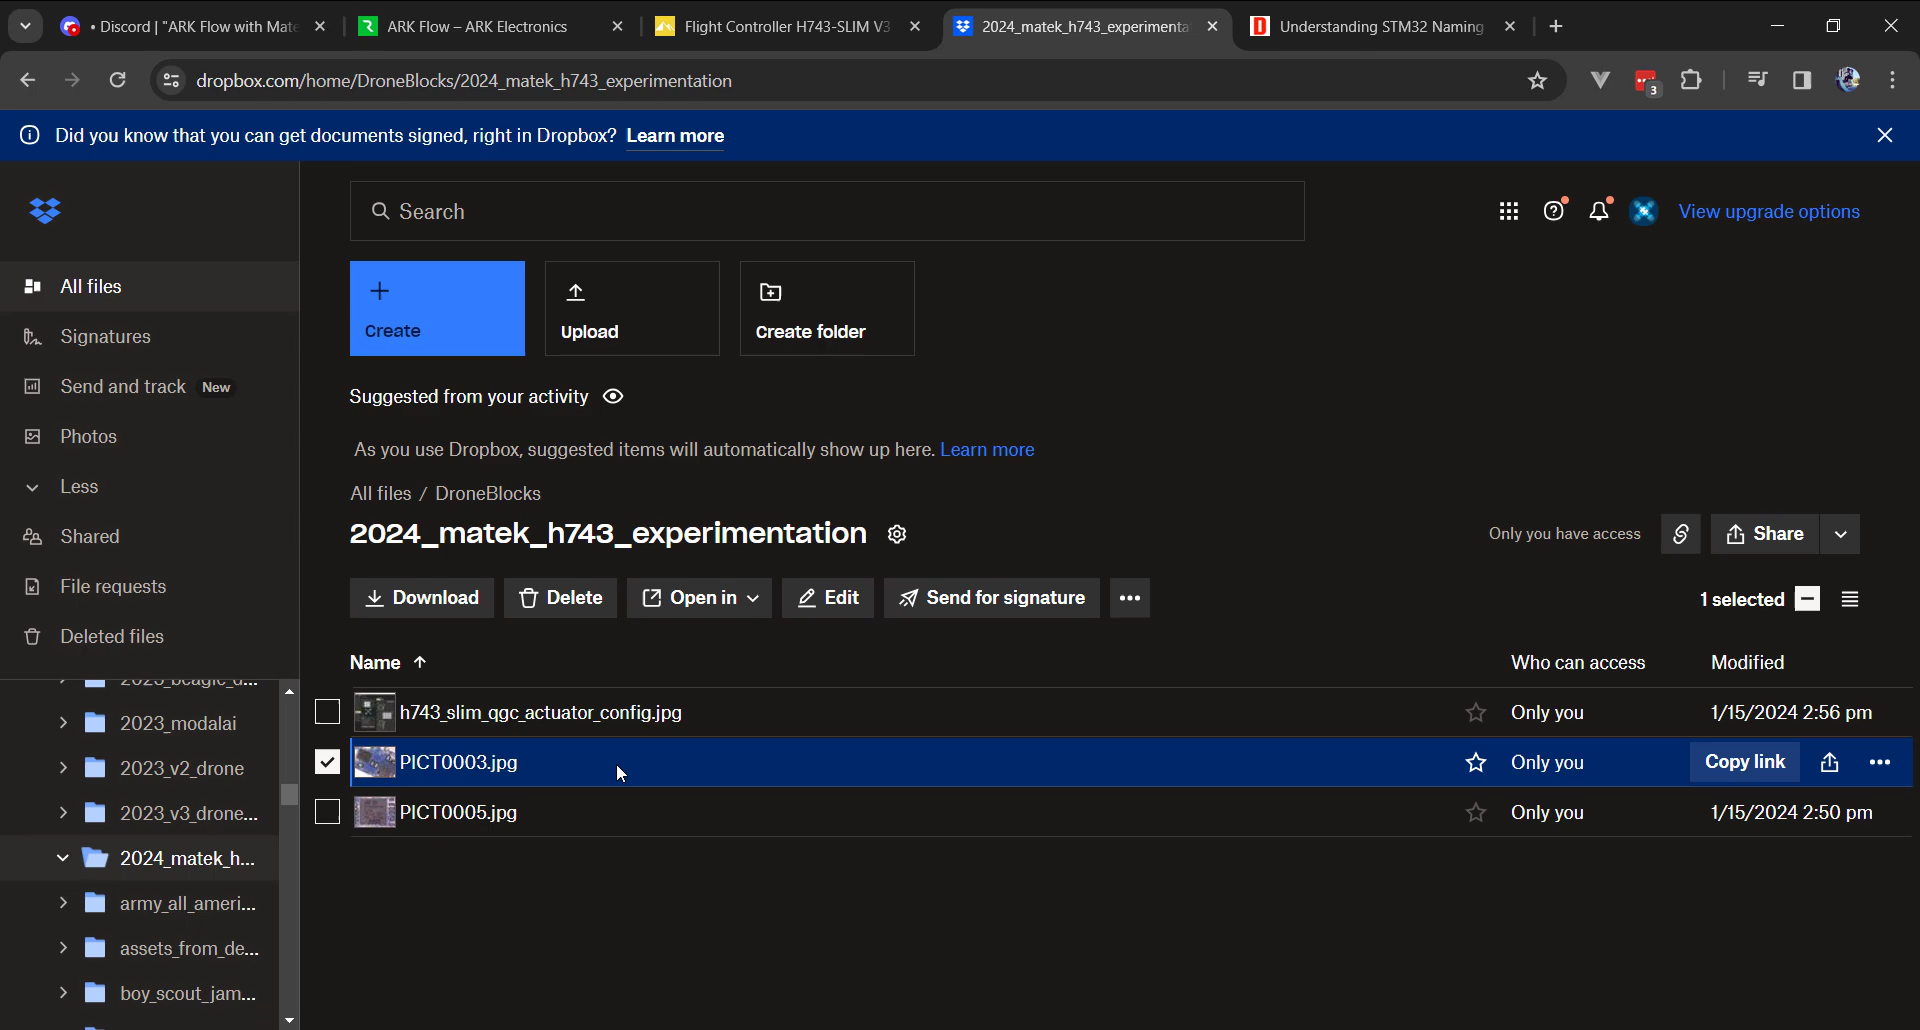 • Discord | "ARK Flow with Mate
ARK Flow – ARK Electronics
Flight Controller H743-SLIM V3
2024_matek_h743_experimenta
Understanding STM32 Naming
dropbox.com/home/DroneBlocks/2024_matek_h743_experimentation
3
Did you know that you can get documents signed, right in Dropbox? Learn more
Search
View upgrade options
All files
Signatures
Send and track New
Photos
Less
Shared
File requests
Deleted files
2023_modalai
2023_v2_drone
2023_v3_drone...
2024_matek_h...
army_all_ameri...
assets_from_de...
boy_scout_jam...
Create
Upload
Create folder
Suggested from your activity
As you use Dropbox, suggested items will automatically show up here. Learn more
All files / DroneBlocks
2024_matek_h743_experimentation
Only you have access
Share
Download
Delete
Open in
Edit
Send for signature
1 selected
Name
Who can access
Modified
h743_slim_qgc_actuator_config.jpg
Only you
1/15/2024 2:56 pm
PICT0003.jpg
Only you
Copy link
PICT0005.jpg
Only you
1/15/2024 2:50 pm